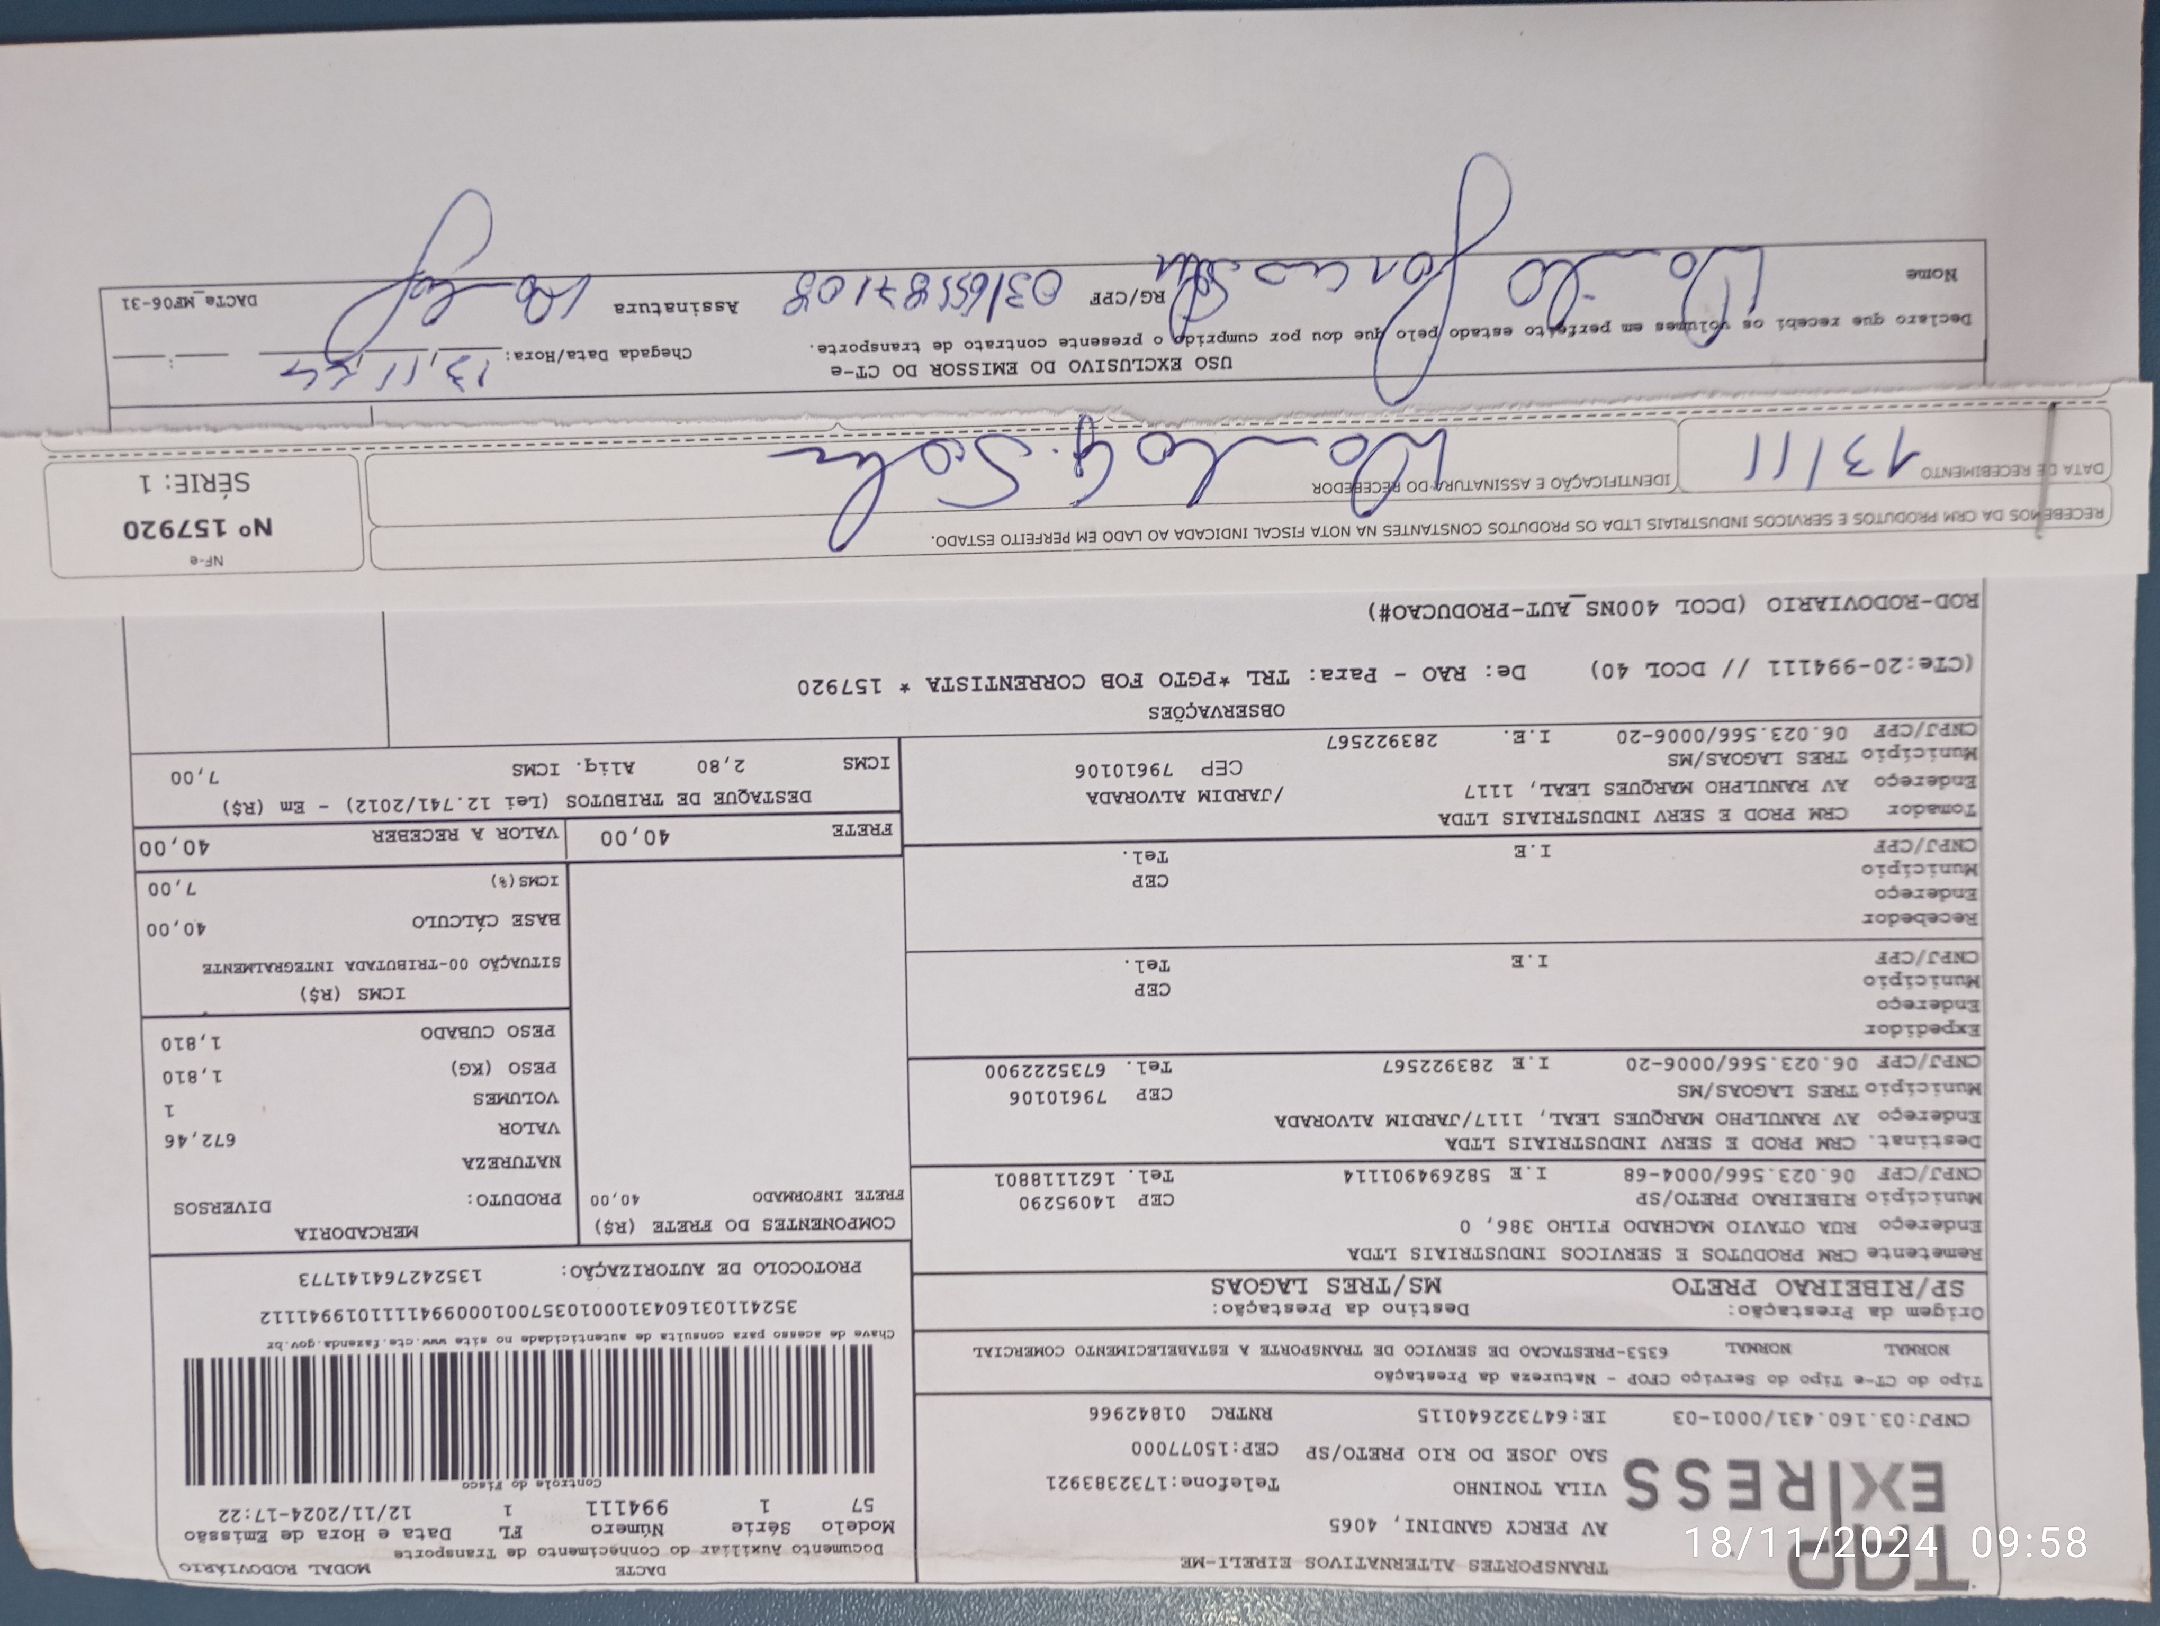 TRANSPORTES ALTERNATIVOS EIRELI-ME
AV PERCY GANDINI, 4065
VILA TONINHO Telefone:1732383921
SAO JOSE DO RIO PRETO/SP CEP:15077000
EXPRESS
CNPJ:03.160.431/0001-03 IE:647322640115 RNTRC 01842966
DACTE MODAL RODOVIÁRIO
Documento Auxiliar do Conhecimento de Transporte
Modelo Série Número FL Data e Hora de Emissão
57 1 994111 1 12/11/2024-17:22
Controle do Fisco
Chave de acesso para consulta de autenticidade no site www.cte.fazenda.gov.br
PROTOCOLO DE AUTORIZAÇÃO: 135242764141773
Tipo do CT-e Tipo do Serviço CFOP - Natureza da Prestação
NORMAL NORMAL 6353-PRESTACAO DE SERVICO DE TRANSPORTE A ESTABELECIMENTO COMERCIAL
Origem da Prestação: Destino da Prestação:
SP/RIBEIRAO PRETO MS/TRES LAGOAS
Remetente CRM PRODUTOS E SERVICOS INDUSTRIAIS LTDA
Endereço RUA OTAVIO MACHADO FILHO 386, 0
Município RIBEIRAO PRETO/SP CEP 14095290
CNPJ/CPF 06.023.566/0004-68 I.E 582694901114 Tel. 1621118801
Destinat. CRM PROD E SERV INDUSTRIAIS LTDA
Endereço AV RANULPHO MARQUES LEAL, 1117/JARDIM ALVORADA
Município TRES LAGOAS/MS CEP 79610106
CNPJ/CPF 06.023.566/0006-20 I.E 283922567 Tel. 6735222900
Expedidor
Endereço
Município CEP
CNPJ/CPF I.E Tel.
Recebedor
Endereço
Município CEP
CNPJ/CPF I.E Tel.
Tomador CRM PROD E SERV INDUSTRIAIS LTDA
Endereço AV RANULPHO MARQUES LEAL, 1117 /JARDIM ALVORADA
Município TRES LAGOAS/MS CEP 79610106
CNPJ/CPF 06.023.566/0006-20 I.E. 283922567
COMPONENTES DO FRETE (R$)
FRETE INFORMADO 40,00
MERCADORIA
PRODUTO: DIVERSOS
NATUREZA
VALOR 672,46
VOLUMES 1
PESO (KG) 1,810
PESO CUBADO 1,810
ICMS (R$)
SITUAÇÃO 00-TRIBUTADA INTEGRALMENTE
BASE CÁLCULO 40,00
ICMS(%) 7,00
FRETE 40,00 VALOR A RECEBER 40,00
DESTAQUE DE TRIBUTOS (Lei 12.741/2012) - Em (R$)
ICMS 2,80 Alíq. ICMS 7,00
OBSERVAÇÕES
(CTe:20-994111 // DCOL 40) De: RAO - Para: TRL *PGTO FOB CORRENTISTA * 157920
ROD-RODOVIARIO (DCOL 400NS_AUT-PRODUCAO#)
RECEBEMOS DA CRM PRODUTOS E SERVICOS INDUSTRIAIS LTDA OS PRODUTOS CONSTANTES NA NOTA FISCAL INDICADA AO LADO EM PERFEITO ESTADO.
DATA DE RECEBIMENTO 13/11
IDENTIFICAÇÃO E ASSINATURA DO RECEBEDOR
NF-e
Nº 157920
SÉRIE: 1
USO EXCLUSIVO DO EMISSOR DO CT-e
Declaro que recebi os volumes em perfeito estado pelo que dou por cumprido o presente contrato de transporte.
Chegada Data/Hora: 13,11,24
Nome RG/CPF Assinatura
DACTe_MF06-31
18/11/2024 09:58